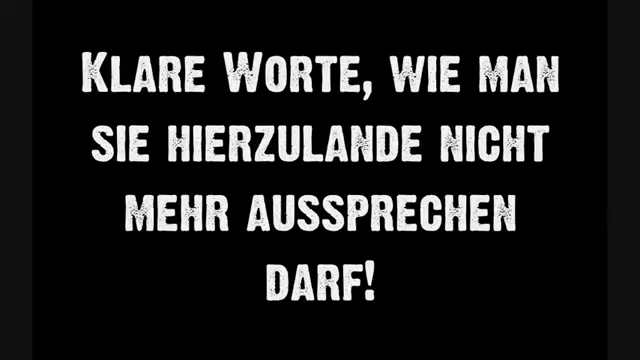 Klare Worte, wie man
sie hierzulande nicht
mehr aussprechen
darf!